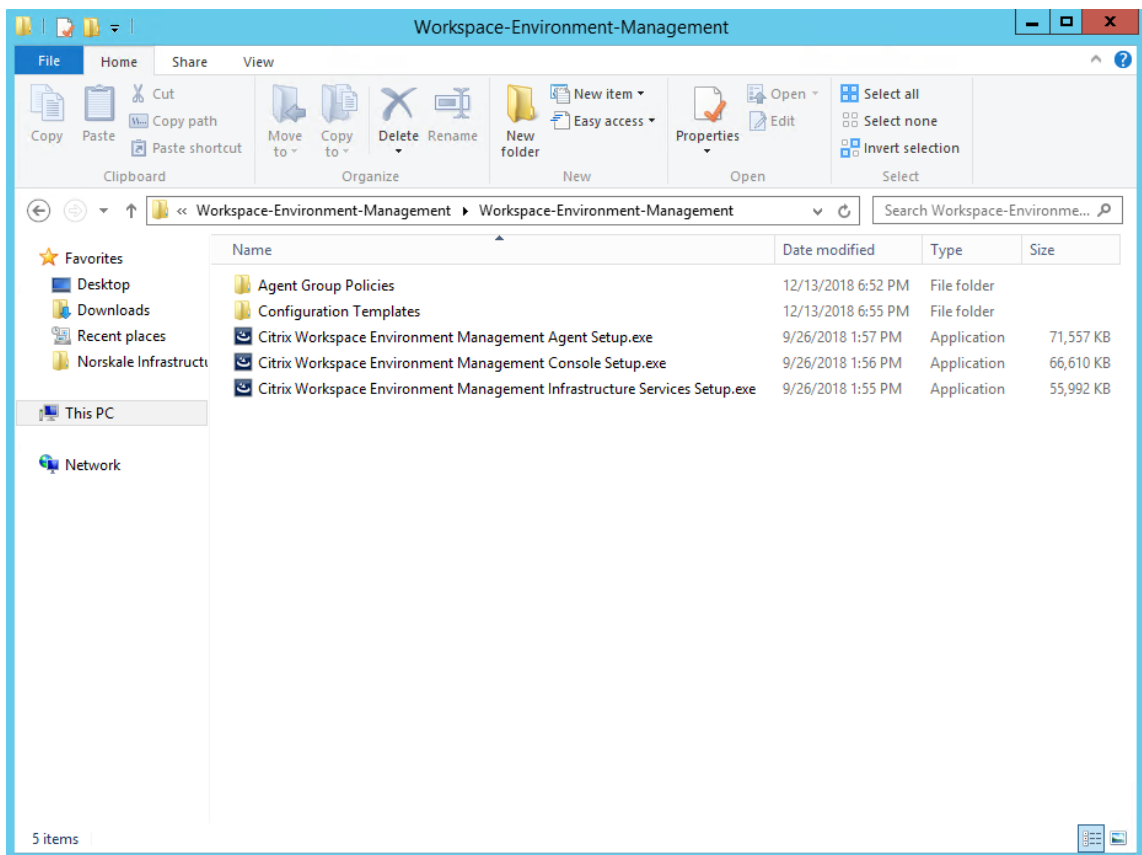 Workspace-Environment-Management
File Home Share View
Copy
Paste
Cut
Copy path
Paste shortcut
Clipboard
Move to
Copy to
Delete
Rename
Organize
New folder
New item
Easy access
New
Properties
Open
Edit
Open
Select all
Select none
Invert selection
Select
« Workspace-Environment-Management Workspace-Environment-Management
Search Workspace-Environme...
Favorites
Desktop
Downloads
Recent places
Norskale Infrastructu
This PC
Network
Name Date modified Type Size
Agent Group Policies 12/13/2018 6:52 PM File folder
Configuration Templates 12/13/2018 6:55 PM File folder
Citrix Workspace Environment Management Agent Setup.exe 9/26/2018 1:57 PM Application 71,557 KB
Citrix Workspace Environment Management Console Setup.exe 9/26/2018 1:56 PM Application 66,610 KB
Citrix Workspace Environment Management Infrastructure Services Setup.exe 9/26/2018 1:55 PM Application 55,992 KB
5 items